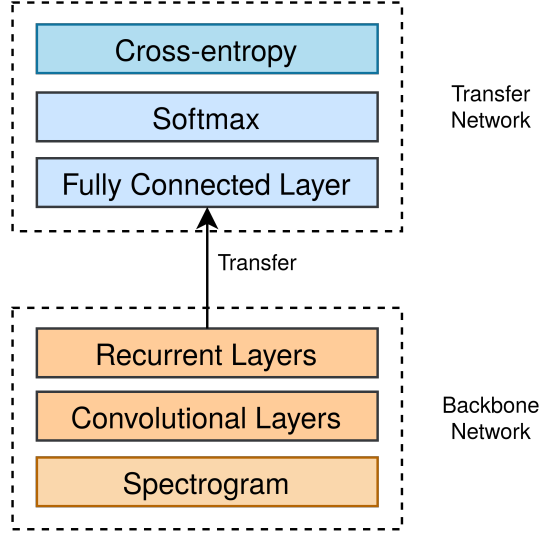 Cross-entropy
Softmax
Fully Connected Layer
Transfer
Network
Transfer
Recurrent Layers
Convolutional Layers
Spectrogram
Backbone
Network